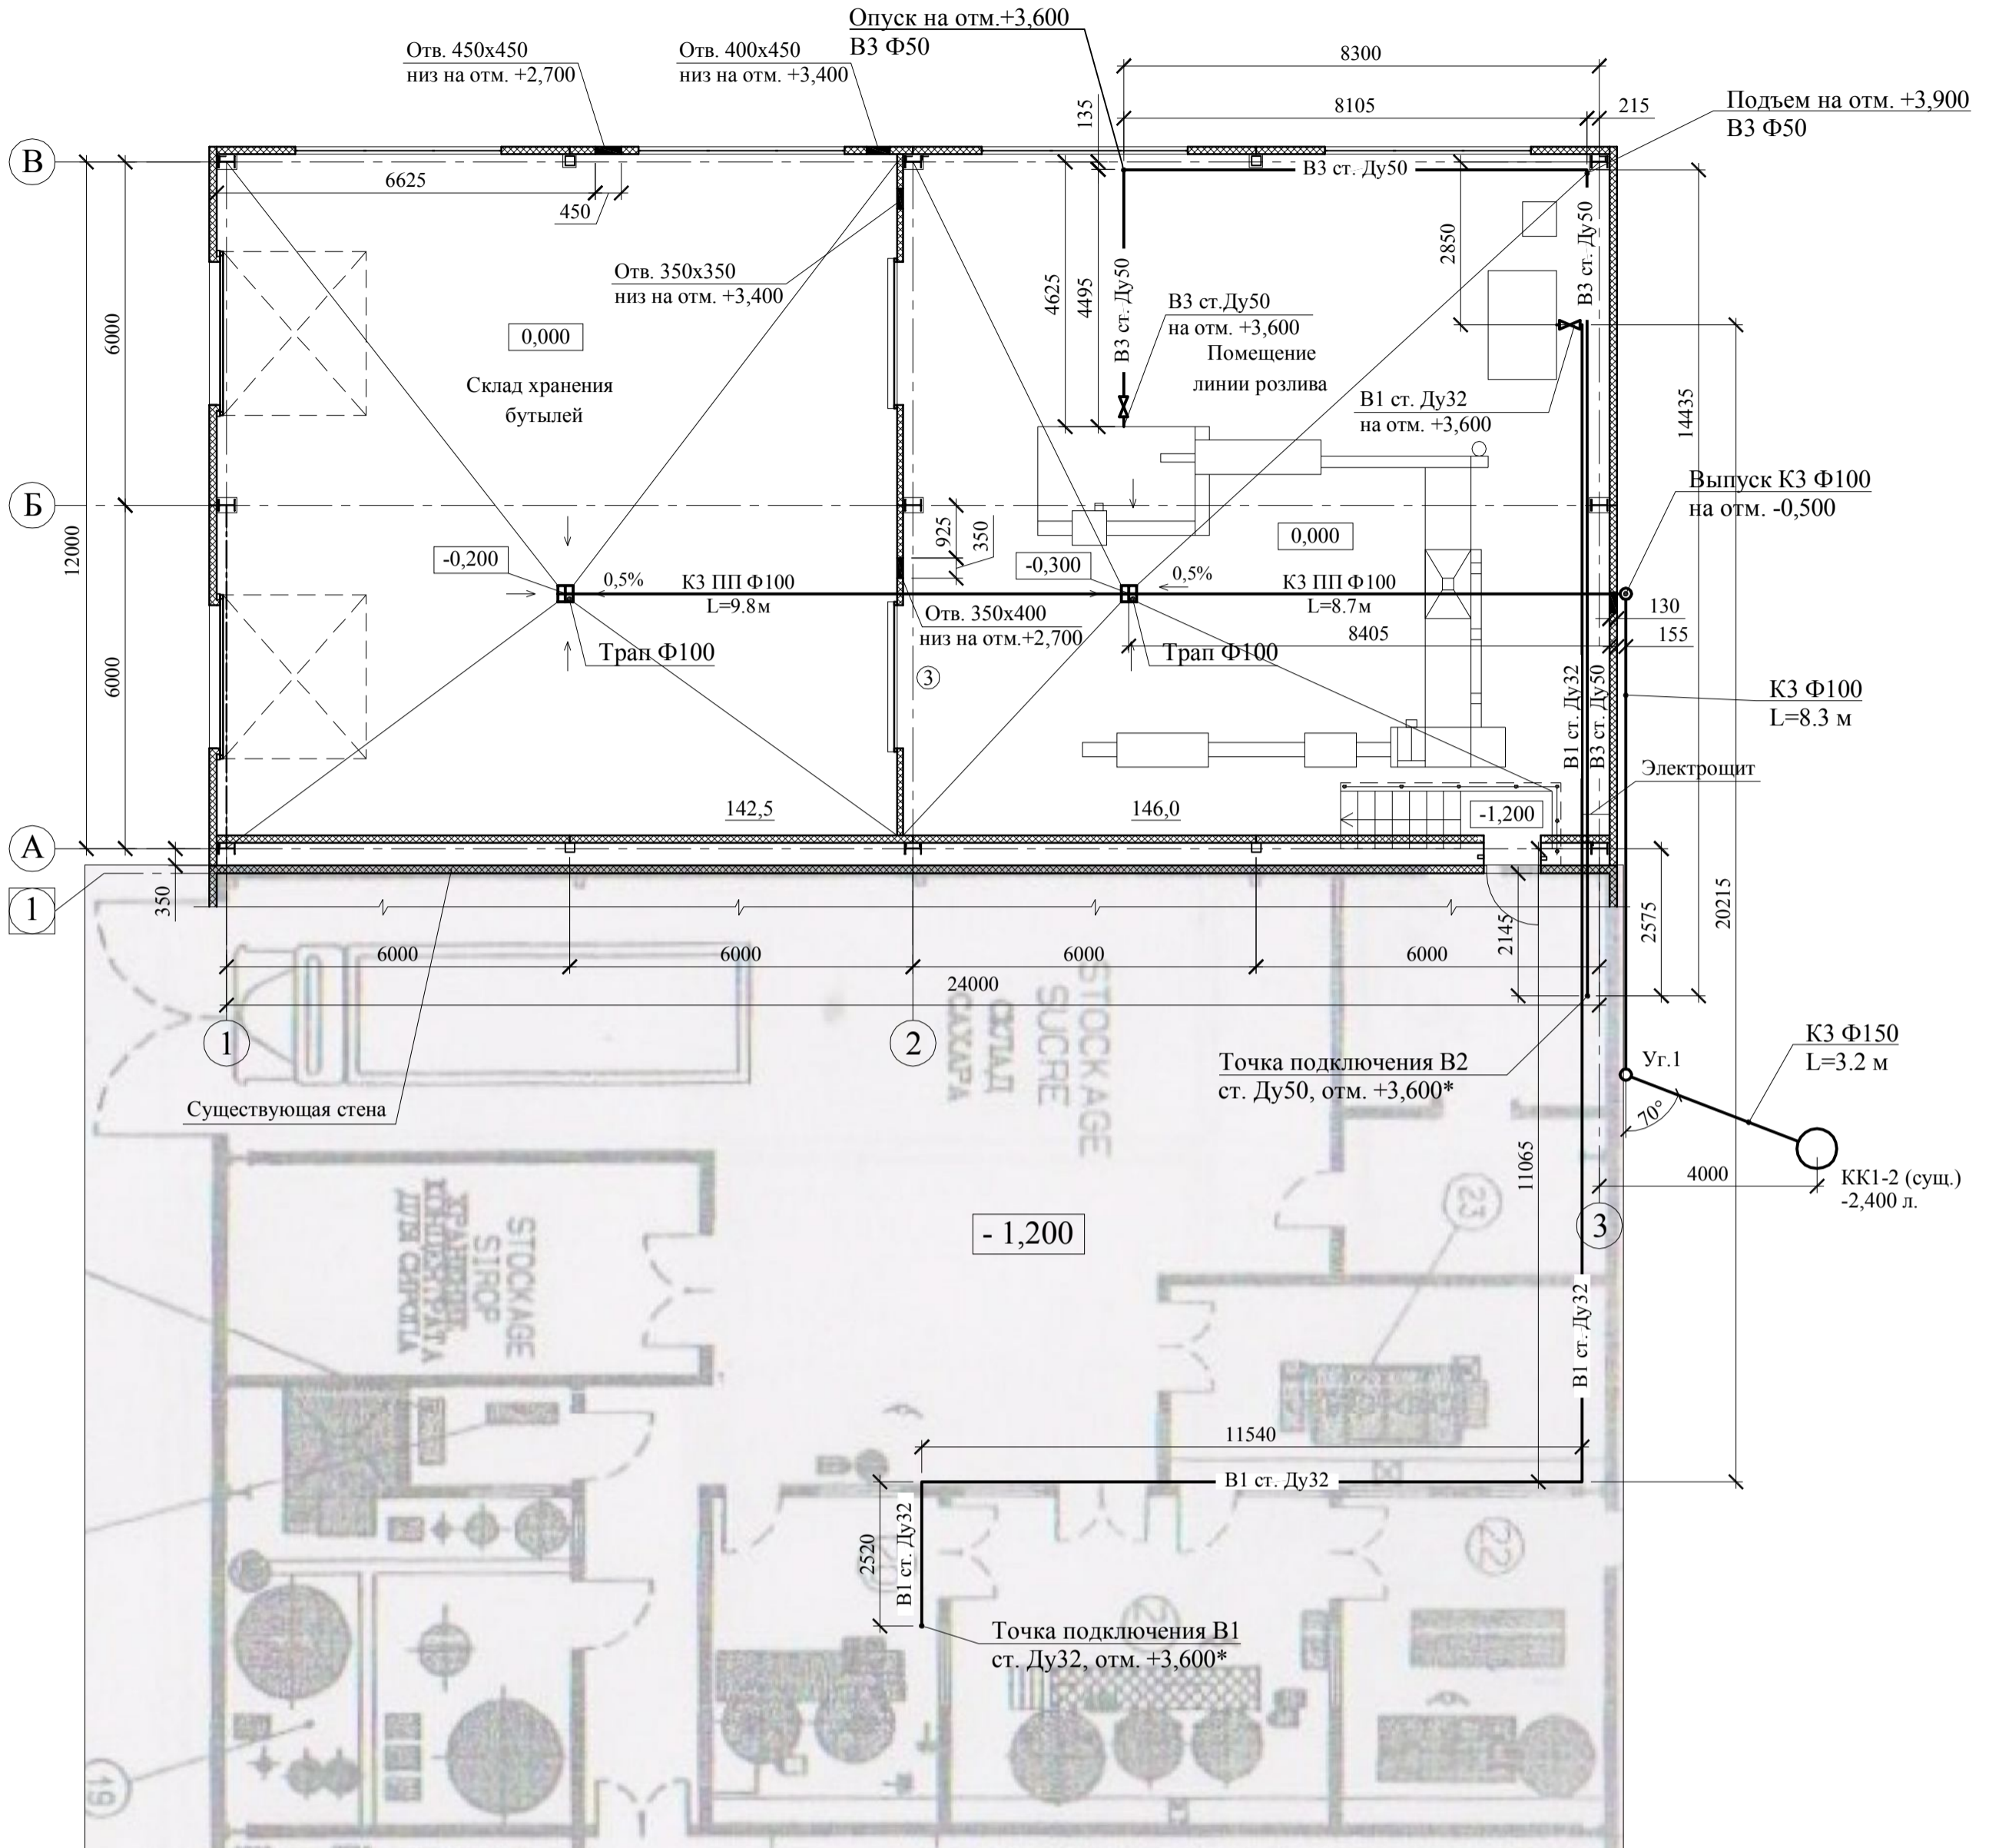 Опуск на отм.+3,600
В3 Ф50
Отв. 450х450
низ на отм. +2,700
Отв. 400х450
низ на отм. +3,400
8300
8105
215
135
Подъем на отм. +3,900
В3 Ф50
В
6625
450
В3 ст. Ду50
В3 ст. Ду50
2850
Отв. 350х350
низ на отм. +3,400
4625
4495
В3 ст. Ду50
В3 ст.Ду50
на отм. +3,600
Помещение
линии розлива
0,000
Склад хранения
бутылей
6000
В1 ст. Ду32
на отм. +3,600
14435
Б
12000
Выпуск К3 Ф100
на отм. -0,500
925
350
0,000
-0,200
0,5%
К3 ПП Ф100
L=9.8м
-0,300
0,5%
К3 ПП Ф100
L=8.7м
130
Отв. 350х400
низ на отм.+2,700
8405
155
Трап Ф100
Трап Ф100
3
6000
В1 ст. Ду32
В3 ст. Ду50
К3 Ф100
L=8.3 м
Электрощит
142,5
146,0
-1,200
А
1
350
2145
2575
20215
6000
6000
6000
6000
24000
1
2
STOCKAGE
SUCRE
СКЛАД
САХАРА
К3 Ф150
L=3.2 м
Уг.1
70°
Точка подключения В2
ст. Ду50, отм. +3,600*
Существующая стена
11065
4000
КК1-2 (сущ.)
-2,400 л.
3
23
- 1,200
STOCKAGE
SIROP
ХРАНЕНИЕ
КОНЦЕНТРАТА
ДЛЯ СИРОПА
В1 ст. Ду32
11540
В1 ст. Ду32
2520
В1 ст. Ду32
22
Точка подключения В1
ст. Ду32, отм. +3,600*
19